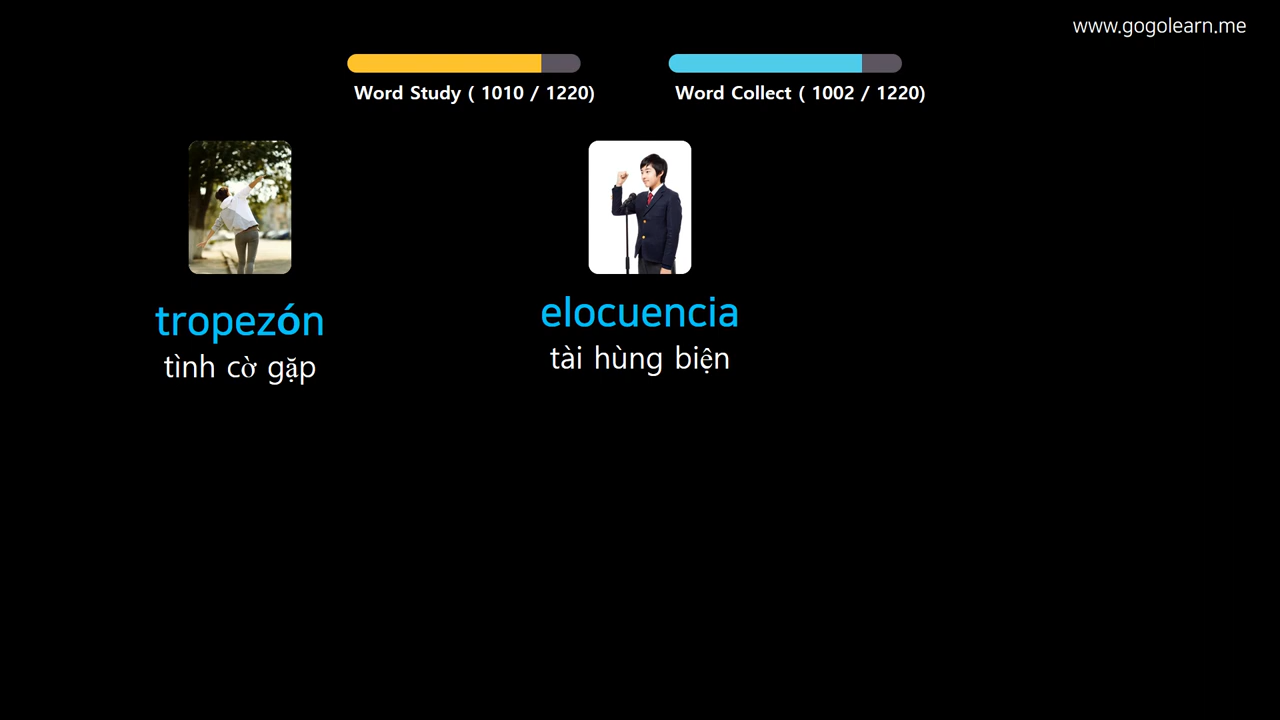 www.gogolearn.me
Word Study ( 1010 / 1220)
Word Collect ( 1002 / 1220)
tropezón
tình cờ gặp
elocuencia
tài hùng biện